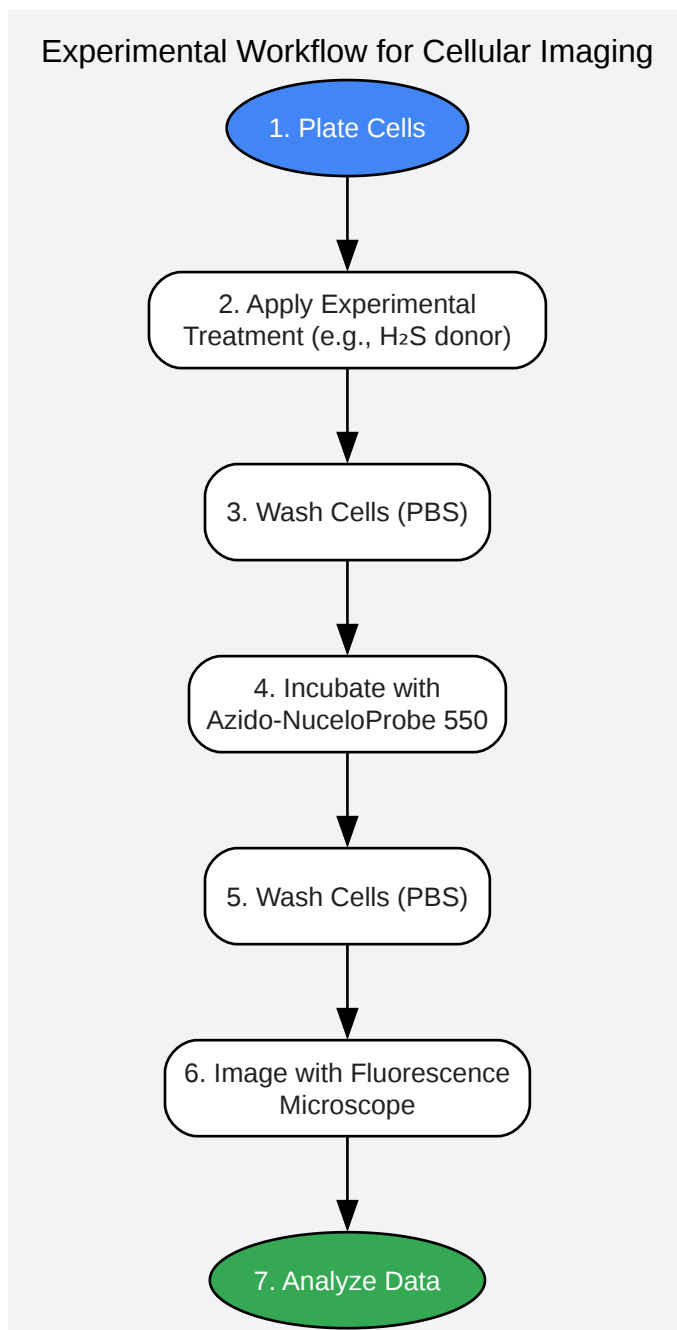 Experimental Workflow for Cellular Imaging
1. Plate Cells
2. Apply Experimental
Treatment (e.g., H₂S donor)
3. Wash Cells (PBS)
4. Incubate with
Azido-NuceloProbe 550
5. Wash Cells (PBS)
6. Image with Fluorescence
Microscope
7. Analyze Data